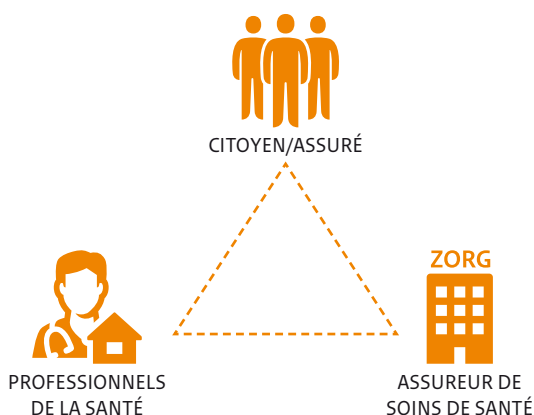 CITOYEN/ASSURÉ
ZORG
PROFESSIONNELS
DE LA SANTÉ
ASSUREUR DE
SOINS DE SANTÉ